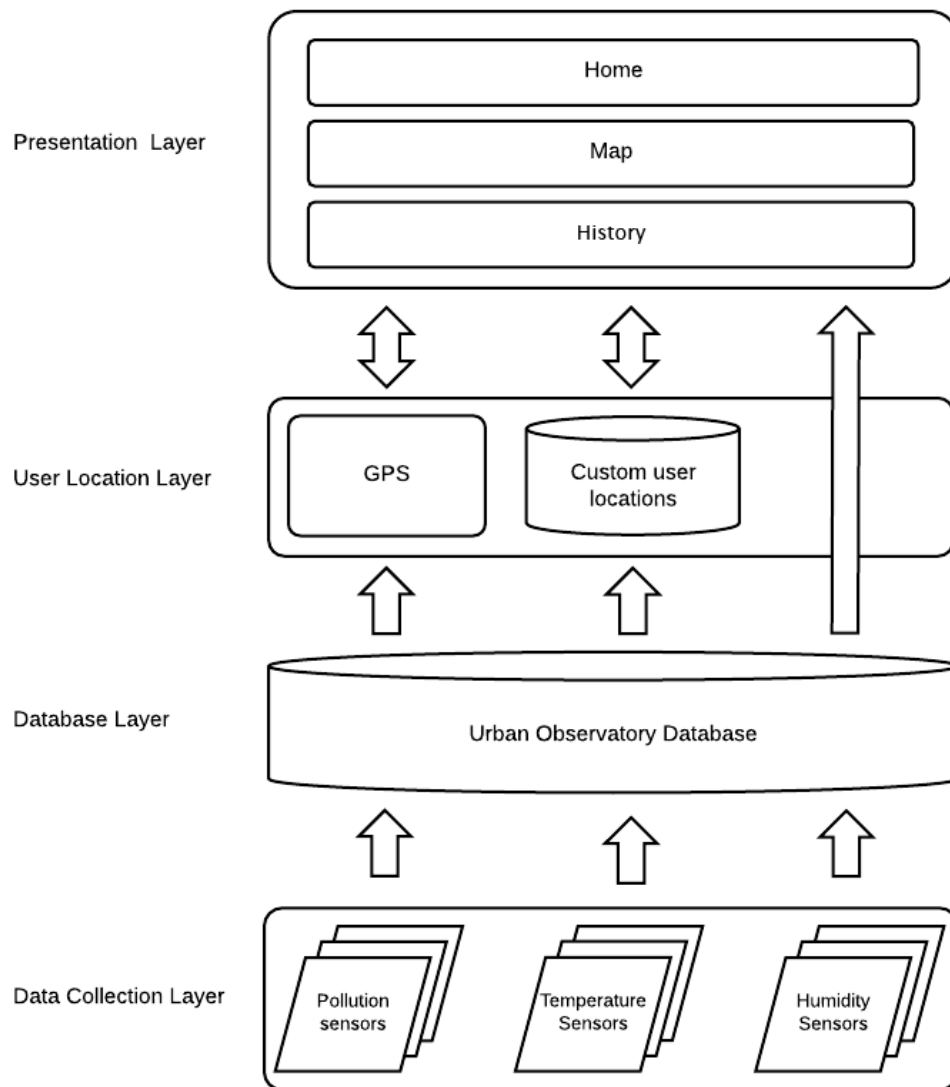 Presentation  Layer
Home
Map
History
User Location Layer
GPS
Custom user
locations
Database Layer
Urban Observatory Database
Data Collection Layer
Pollution
sensors
Temperature
Sensors
Humidity
Sensors